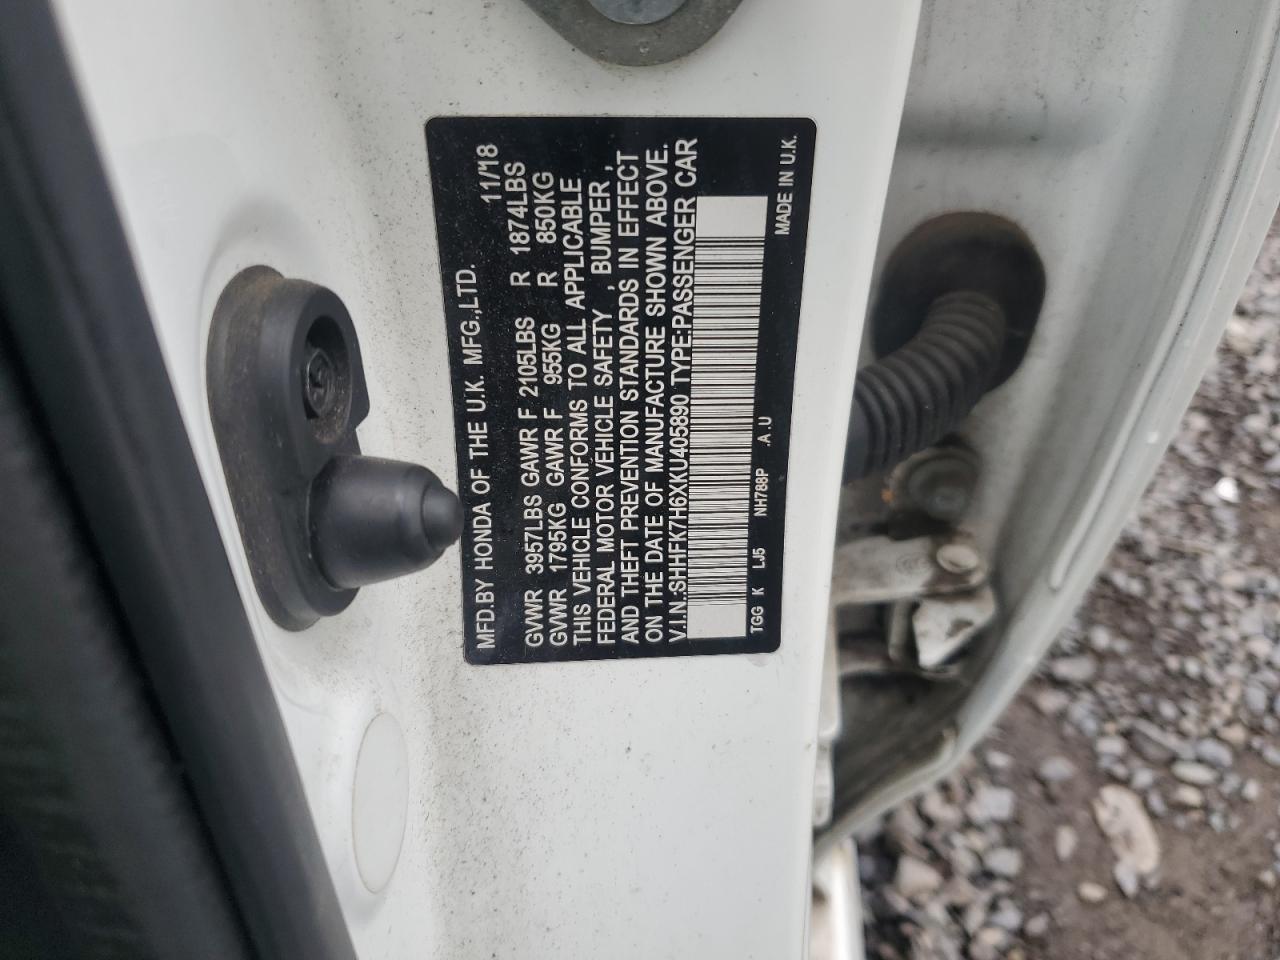 MFD.BY HONDA OF THE U.K. MFG.,LTD. 11/18
GVWR 3957LBS GAWR F 2105LBS R 1874LBS
GVWR 1795KG GAWR F 955KG R 850KG
THIS VEHICLE CONFORMS TO ALL APPLICABLE
FEDERAL MOTOR VEHICLE SAFETY , BUMPER ,
AND THEFT PREVENTION STANDARDS IN EFFECT
ON THE DATE OF MANUFACTURE SHOWN ABOVE.
V.I.N.:SHHFK7H6XKU405890 TYPE:PASSENGER CAR
TGG K LJ5 NH788P .A .U MADE IN U.K.